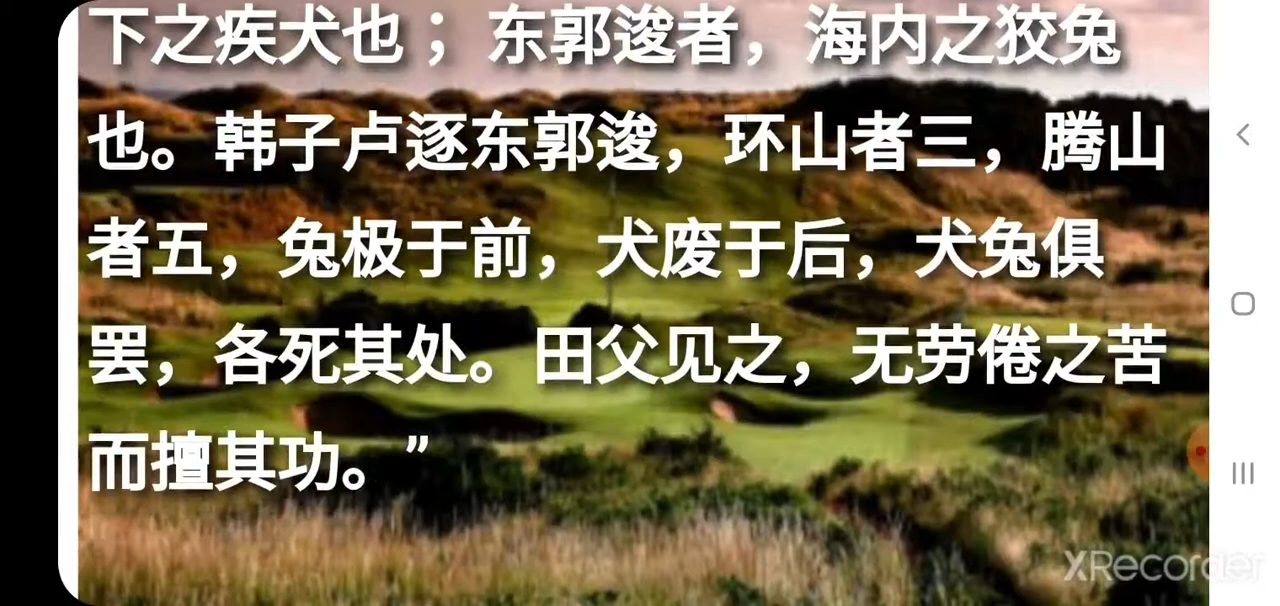 下之疾犬也；东郭逡者，海内之狡兔
也。韩子卢逐东郭逡，环山者三，腾山
者五，兔极于前，犬废于后，犬兔俱
罢，各死其处。田父见之，无劳倦之苦
而擅其功。”
XRecorder